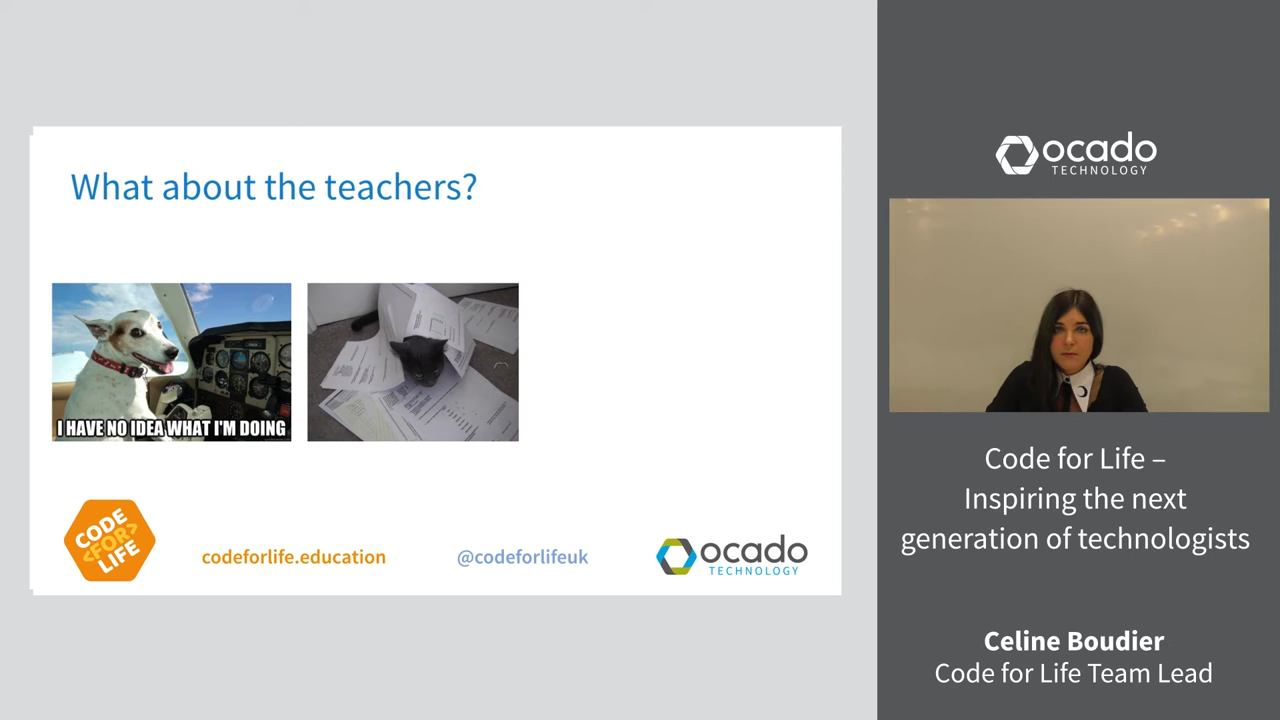 What about the teachers?
I HAVE NO IDEA WHAT I'M DOING
CODE
<FOR>
LIFE
codeforlife.education
@codeforlifeuk
ocado
TECHNOLOGY
ocado
TECHNOLOGY
Code for Life –
Inspiring the next
generation of technologists
Celine Boudier
Code for Life Team Lead